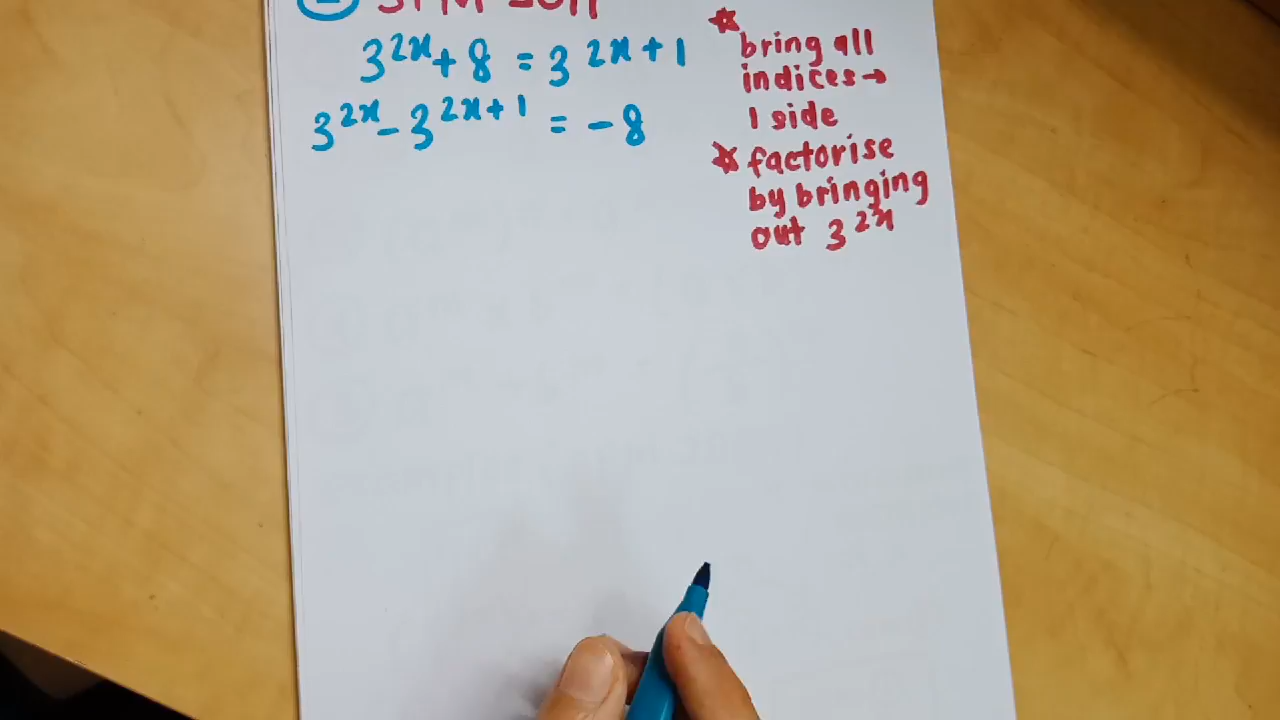 3^{2x} + 8 = 3^{2x+1}
3^{2x} - 3^{2x+1} = -8
☆ bring all
indices →
1 side
☆ factorise
by bringing
out 3^{2x}